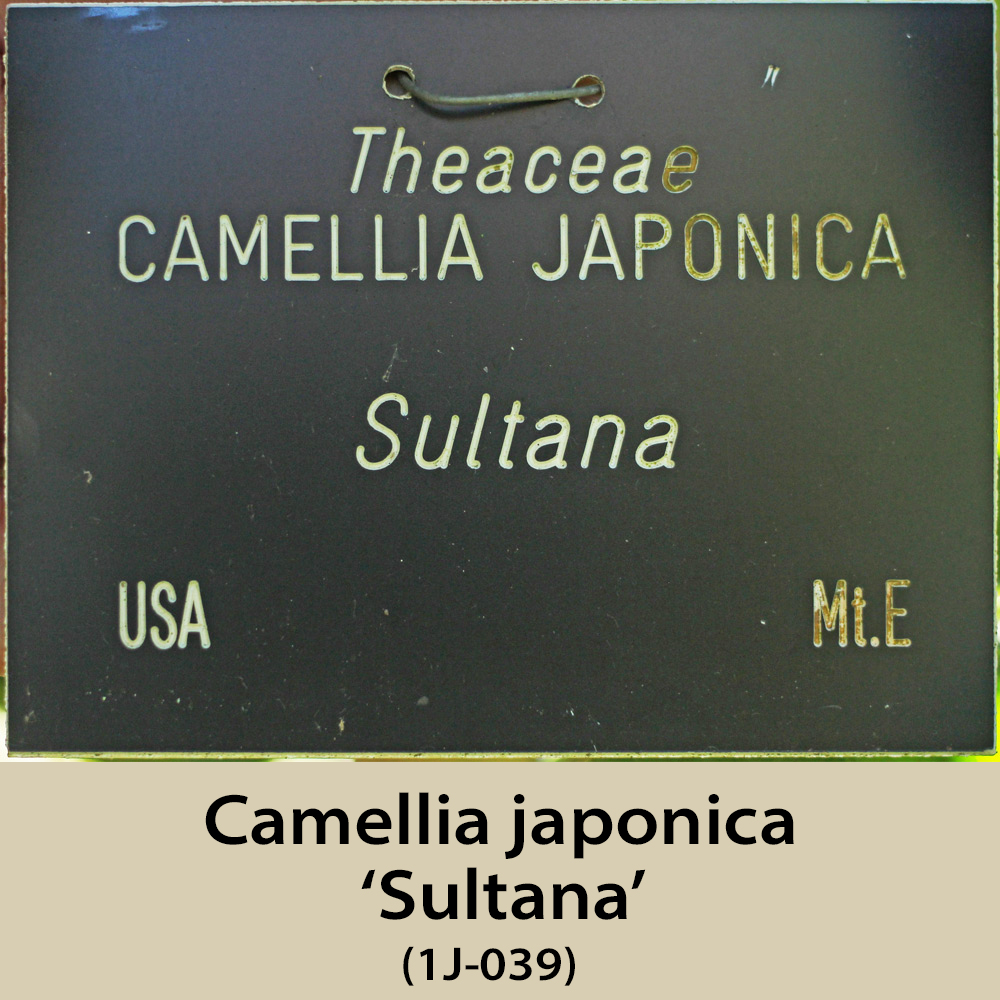 Theaceae
CAMELLIA JAPONICA
Sultana
USA
Mt.E
Camellia japonica
‘Sultana’
(1J-039)